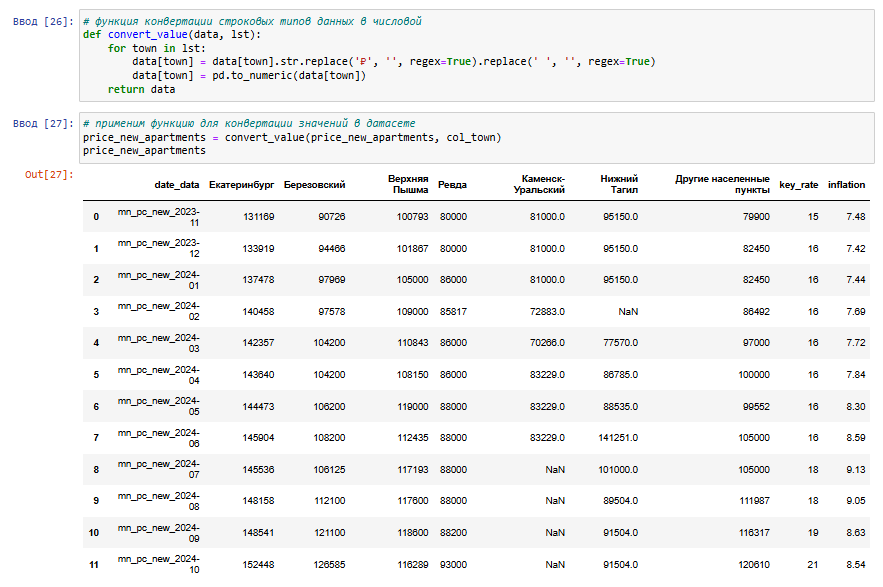 Ввод [26]: # функция конвертации строковых типов данных в числовой
def convert_value(data, lst):
    for town in lst:
        data[town] = data[town].str.replace('₽', '', regex=True).replace(' ', '', regex=True)
        data[town] = pd.to_numeric(data[town])
    return data
Ввод [27]: # применим функцию для конвертации значений в датасете
price_new_apartments = convert_value(price_new_apartments, col_town)
price_new_apartments
Out[27]:
date_data Екатеринбург Березовский Верхняя Пышма Ревда Каменск-Уральский Нижний Тагил Другие населенные пункты key_rate inflation
0 mn_pc_new_2023-11 131169 90726 100793 80000 81000.0 95150.0 79900 15 7.48
1 mn_pc_new_2023-12 133919 94466 101867 80000 81000.0 95150.0 82450 16 7.42
2 mn_pc_new_2024-01 137478 97969 105000 86000 81000.0 95150.0 82450 16 7.44
3 mn_pc_new_2024-02 140458 97578 109000 85817 72883.0 NaN 86492 16 7.69
4 mn_pc_new_2024-03 142357 104200 110843 86000 70266.0 77570.0 97000 16 7.72
5 mn_pc_new_2024-04 143640 104200 108150 86000 83229.0 86785.0 100000 16 7.84
6 mn_pc_new_2024-05 144473 106200 119000 88000 83229.0 88535.0 99552 16 8.30
7 mn_pc_new_2024-06 145904 108200 112435 88000 83229.0 141251.0 105000 16 8.59
8 mn_pc_new_2024-07 145536 106125 117193 88000 NaN 101000.0 105000 18 9.13
9 mn_pc_new_2024-08 148158 112100 117600 88000 NaN 89504.0 111987 18 9.05
10 mn_pc_new_2024-09 148541 121100 118600 88200 NaN 91504.0 116317 19 8.63
11 mn_pc_new_2024-10 152448 126585 116289 93000 NaN 91504.0 120610 21 8.54